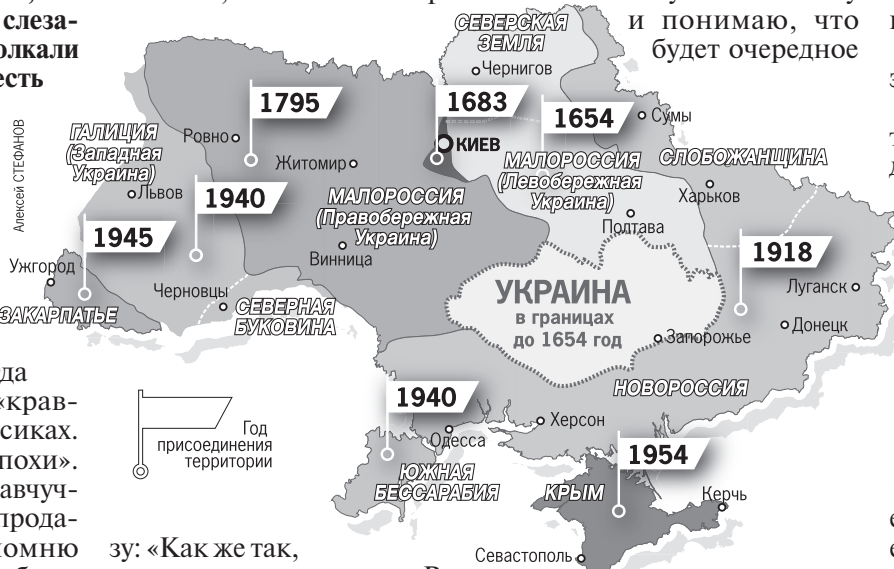 слеза-
олкали
есть
и понимаю, что
будет очередное
Алексей СТЕФАНОВ
СЕВЕРСКАЯ
ЗЕМЛЯ
Чернигов
1795
1683
1654
Сумы
ГАЛИЦИЯ
(Западная
Украина)
Ровно
Житомир
КИЕВ
МАЛОРОССИЯ
(Левобережная
Украина)
СЛОБОЖАНЩИНА
Львов
1940
МАЛОРОССИЯ
(Правобережная
Украина)
Харьков
Полтава
1945
Винница
1918
Ужгород
Черновцы
СЕВЕРНАЯ
БУКОВИНА
ЗАКАРПАТЬЕ
УКРАИНА
в границах
до 1654 год
Луганск
Донецк
Запорожье
НОВОРОССИЯ
да
«крав-
сиках.
похи».
авчуч-
прода-
помню
Год
присоединения
территории
1940
Одесса
Херсон
ЮЖНАЯ
БЕССАРАБИЯ
1954
КРЫМ
Керчь
Севастополь
зу: «Как же так,